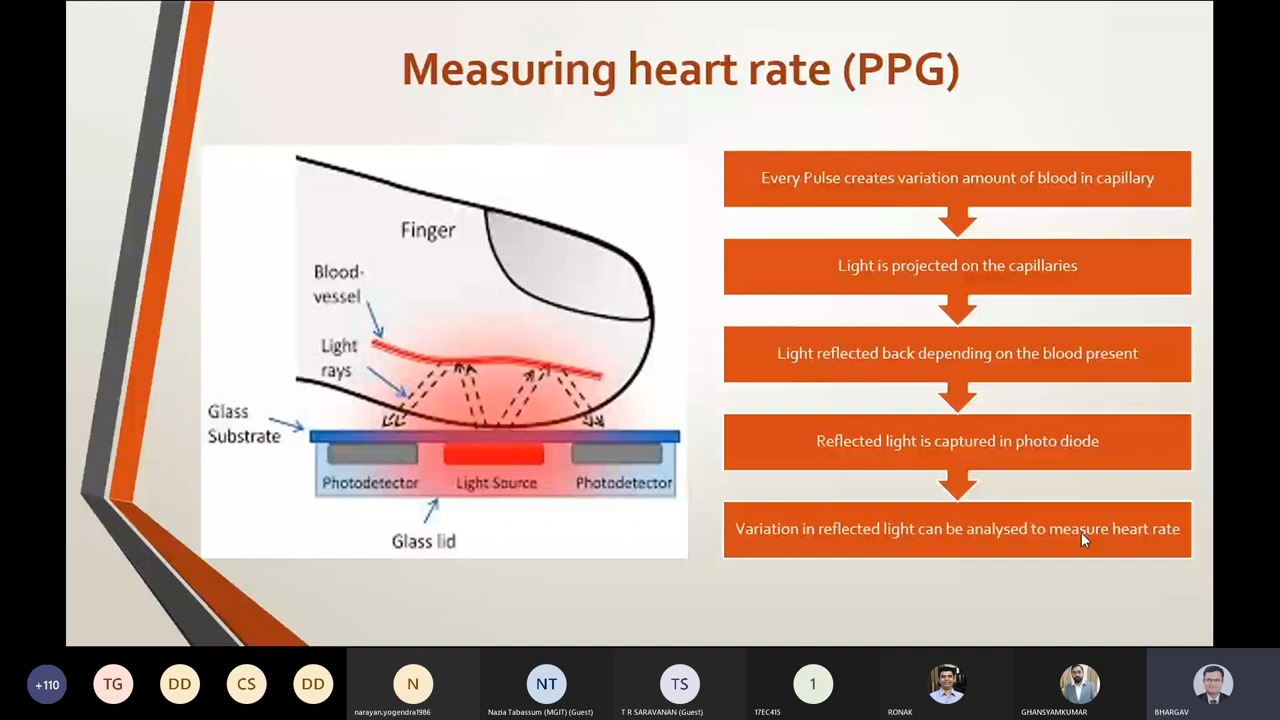 Measuring heart rate (PPG)
Finger
Blood-
vessel
Light
rays
Glass
Substrate
Photodetector
Light Source
Photodetector
Glass lid
Every Pulse creates variation amount of blood in capillary
Light is projected on the capillaries
Light reflected back depending on the blood present
Reflected light is captured in photo diode
Variation in reflected light can be analysed to measure heart rate
+110
TG
DD
CS
DD
N
narayan.yogendra1986
NT
Nazia Tabassum (MGIT) (Guest)
TS
T R SARAVANAN (Guest)
1
17EC415
RONAK
GHANSYAMKUMAR
BHARGAV